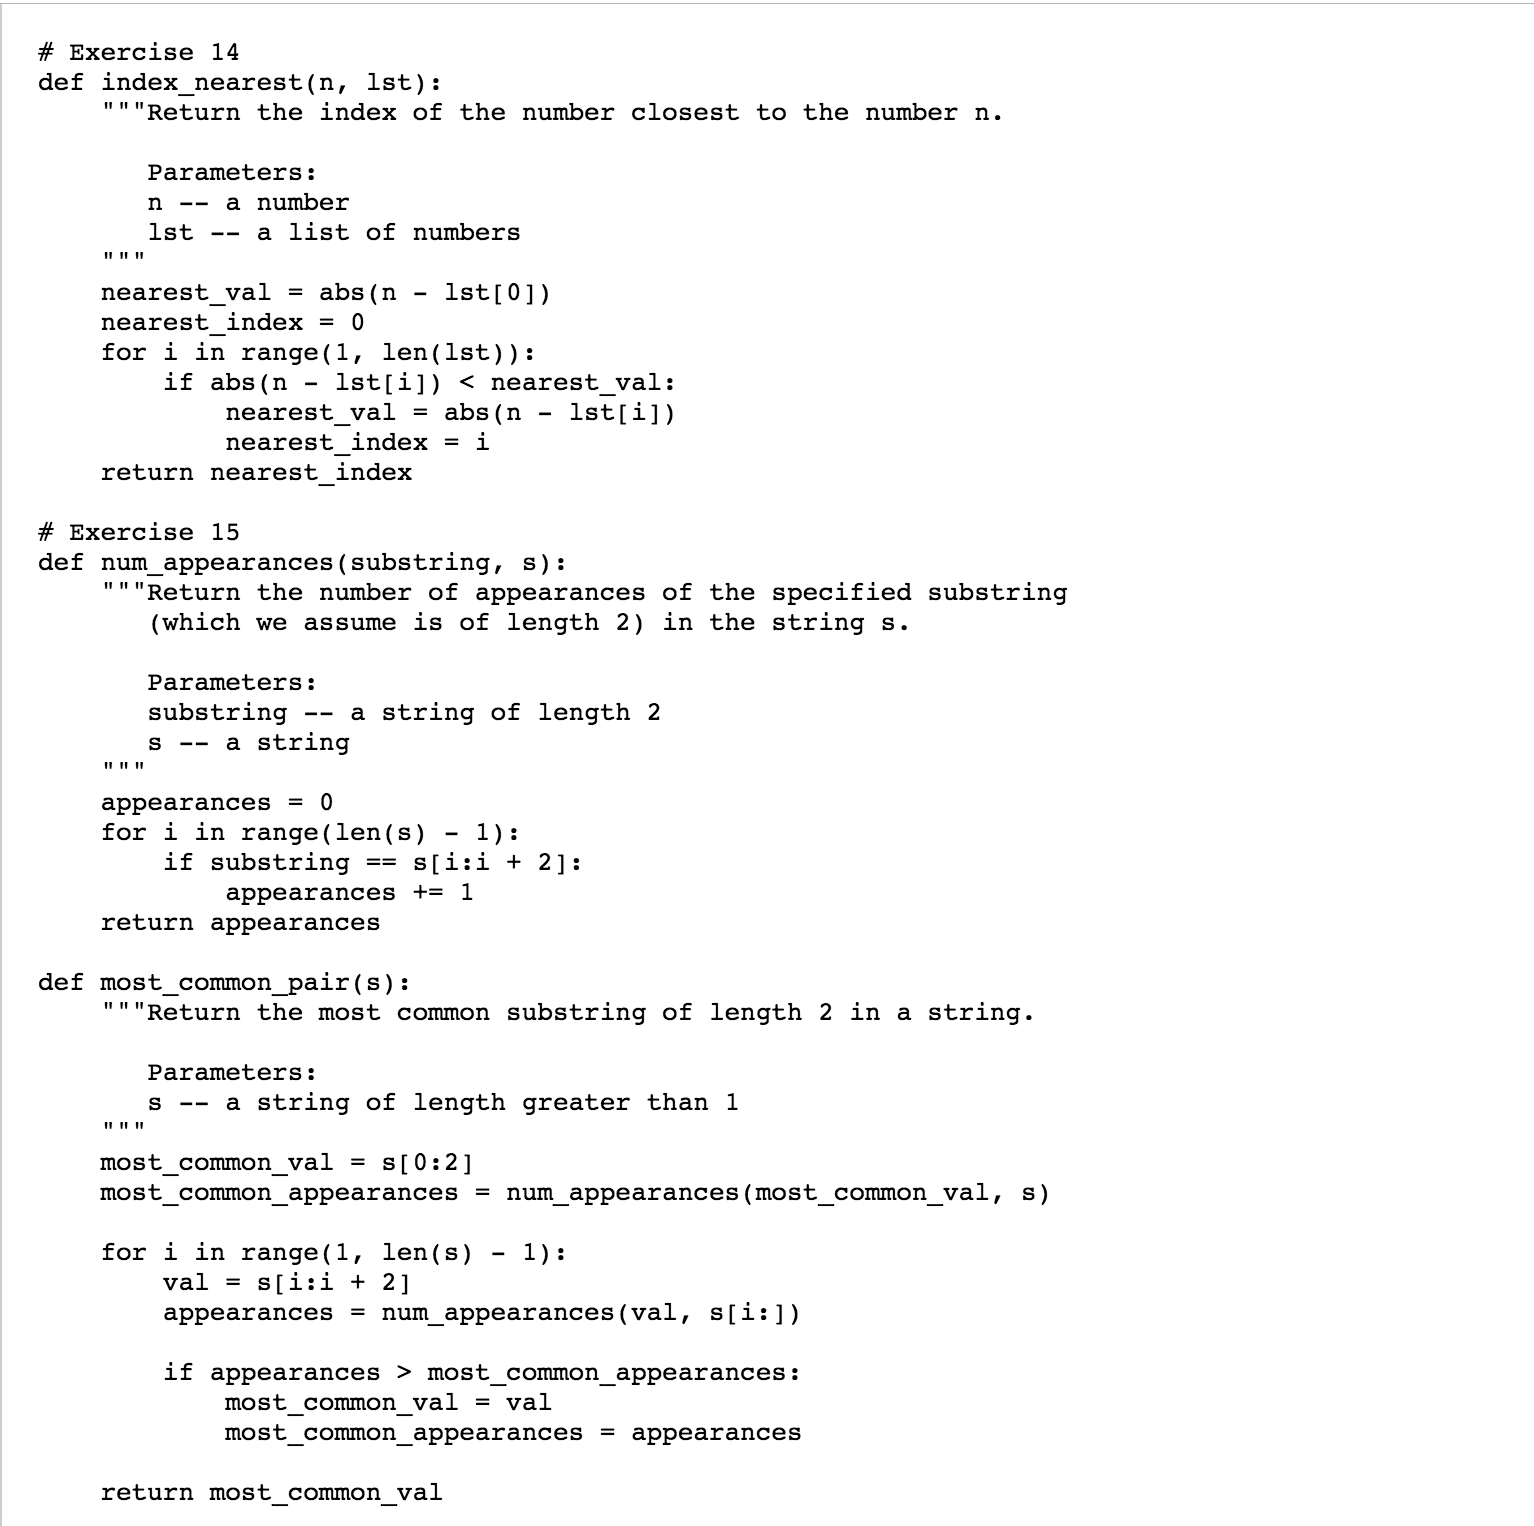 # Exercise 14
def index_nearest(n, lst):
    """Return the index of the number closest to the number n.

       Parameters:
       n -- a number
       lst -- a list of numbers
    """
    nearest_val = abs(n - lst[0])
    nearest_index = 0
    for i in range(1, len(lst)):
        if abs(n - lst[i]) < nearest_val:
            nearest_val = abs(n - lst[i])
            nearest_index = i
    return nearest_index

# Exercise 15
def num_appearances(substring, s):
    """Return the number of appearances of the specified substring
       (which we assume is of length 2) in the string s.

       Parameters:
       substring -- a string of length 2
       s -- a string
    """
    appearances = 0
    for i in range(len(s) - 1):
        if substring == s[i:i + 2]:
            appearances += 1
    return appearances

def most_common_pair(s):
    """Return the most common substring of length 2 in a string.

       Parameters:
       s -- a string of length greater than 1
    """
    most_common_val = s[0:2]
    most_common_appearances = num_appearances(most_common_val, s)

    for i in range(1, len(s) - 1):
        val = s[i:i + 2]
        appearances = num_appearances(val, s[i:])

        if appearances > most_common_appearances:
            most_common_val = val
            most_common_appearances = appearances

    return most_common_val